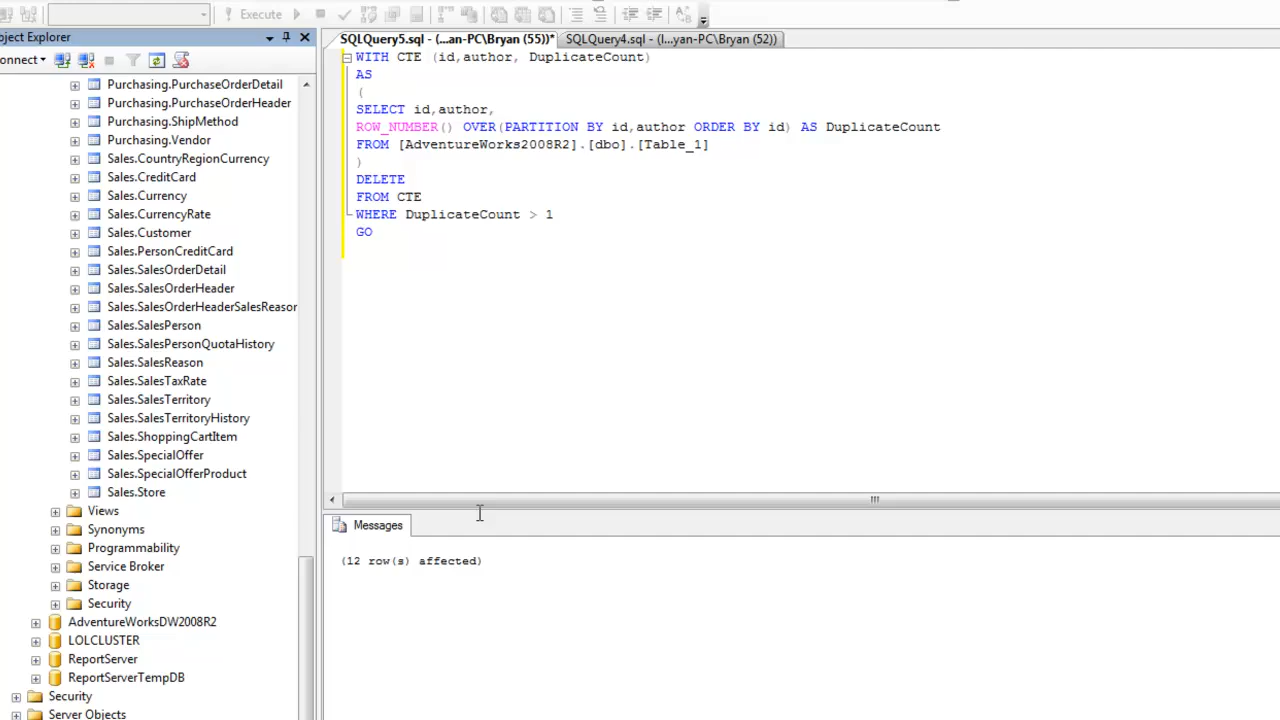 Execute
bject Explorer
onnect
Purchasing.PurchaseOrderDetail
Purchasing.PurchaseOrderHeader
Purchasing.ShipMethod
Purchasing.Vendor
Sales.CountryRegionCurrency
Sales.CreditCard
Sales.Currency
Sales.CurrencyRate
Sales.Customer
Sales.PersonCreditCard
Sales.SalesOrderDetail
Sales.SalesOrderHeader
Sales.SalesOrderHeaderSalesReason
Sales.SalesPerson
Sales.SalesPersonQuotaHistory
Sales.SalesReason
Sales.SalesTaxRate
Sales.SalesTerritory
Sales.SalesTerritoryHistory
Sales.ShoppingCartItem
Sales.SpecialOffer
Sales.SpecialOfferProduct
Sales.Store
Views
Synonyms
Programmability
Service Broker
Storage
Security
AdventureWorksDW2008R2
LOLCLUSTER
ReportServer
ReportServerTempDB
Security
Server Objects
SQLQuery5.sql - (...an-PC\Bryan (55))* SQLQuery4.sql - (l...yan-PC\Bryan (52))
WITH CTE (id,author, DuplicateCount)
AS
(
SELECT id,author,
ROW_NUMBER() OVER(PARTITION BY id,author ORDER BY id) AS DuplicateCount
FROM [AdventureWorks2008R2].[dbo].[Table_1]
)
DELETE
FROM CTE
WHERE DuplicateCount > 1
GO
Messages
(12 row(s) affected)